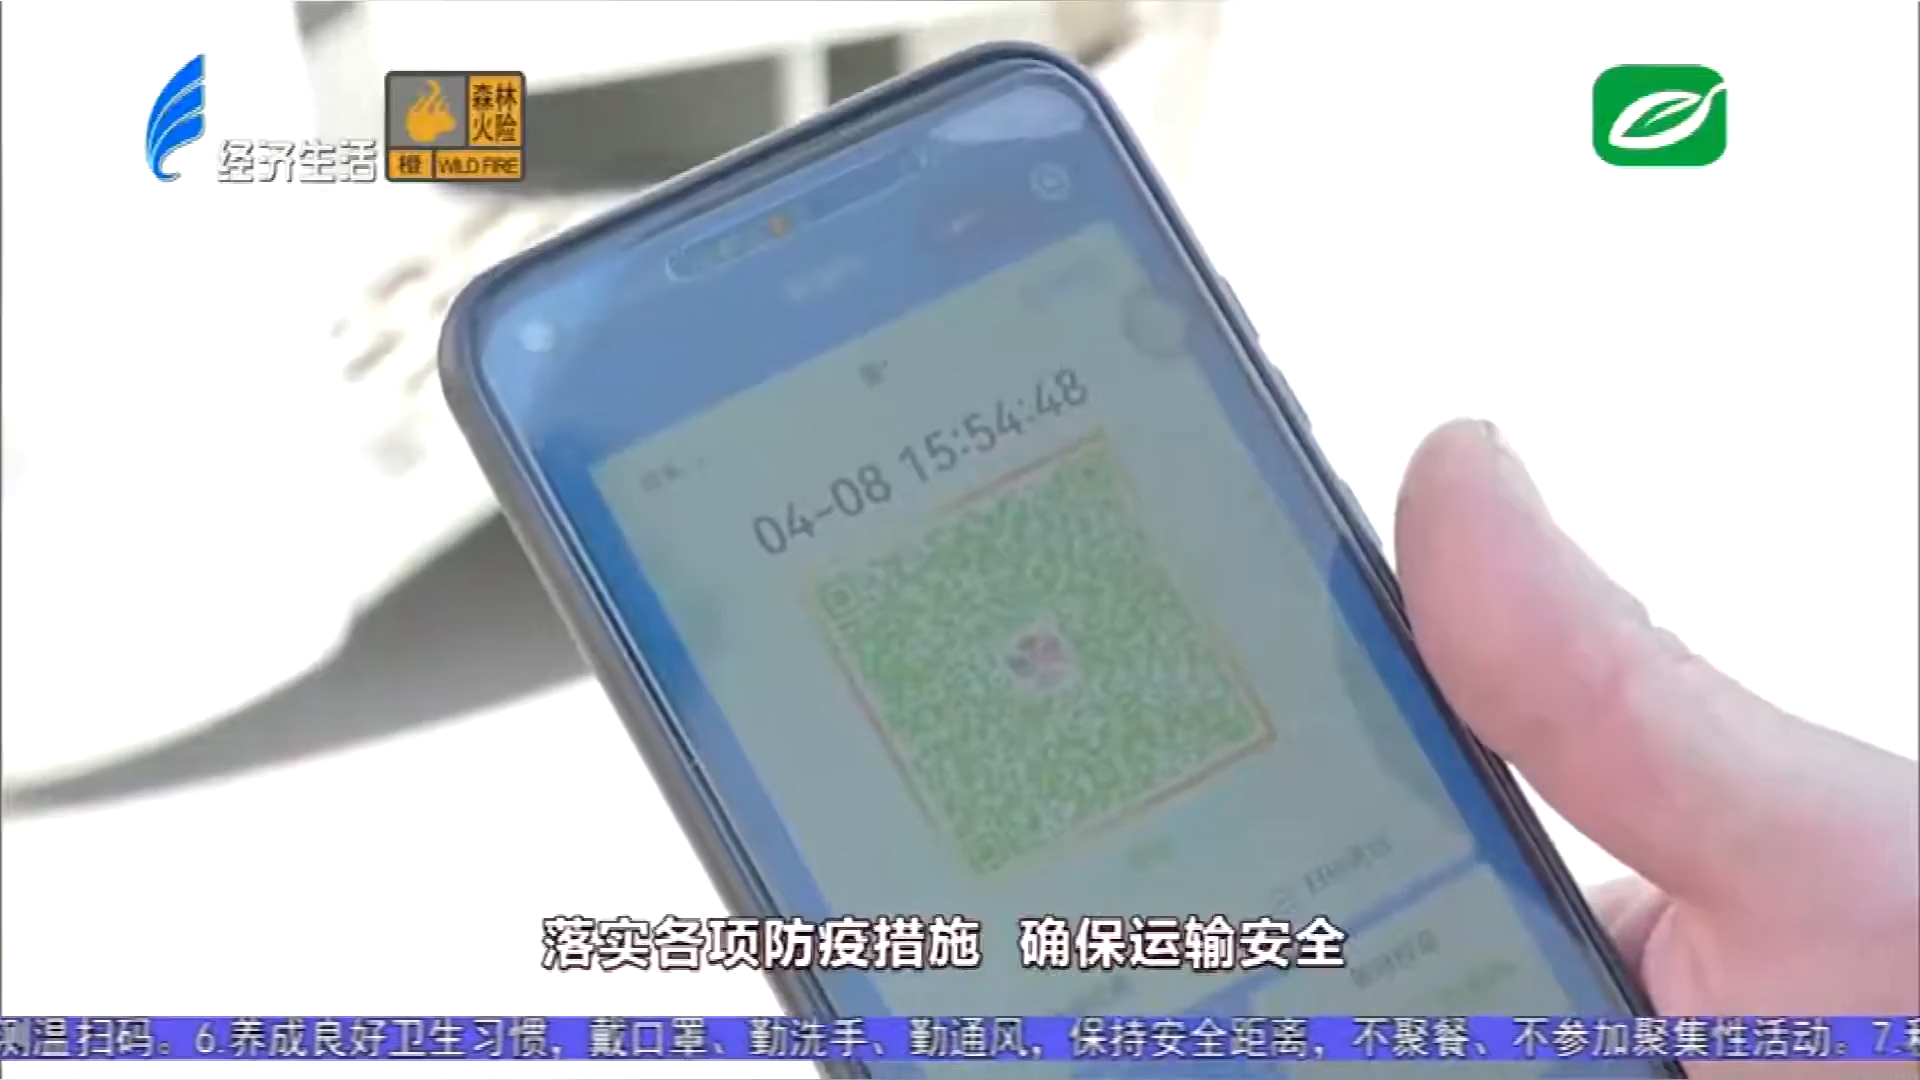 经济生活
森林
火险
橙 WILD FIRE
04-08 15:54:48
落实各项防疫措施 确保运输安全
测温扫码。6.养成良好卫生习惯，戴口罩、勤洗手、勤通风，保持安全距离，不聚餐、不参加聚集性活动。7.